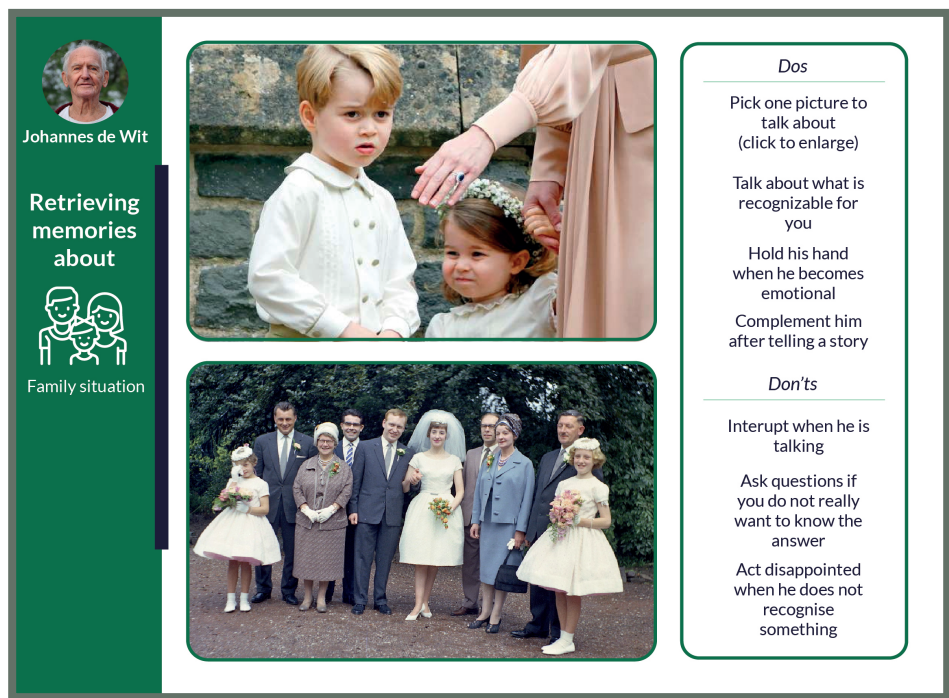 Johannes de Wit
Retrieving
memories
about
Family situation
Dos
Pick one picture to
talk about
(click to enlarge)
Talk about what is
recognizable for
you
Hold his hand
when he becomes
emotional
Complement him
after telling a story
Don'ts
Interupt when he is
talking
Ask questions if
you do not really
want to know the
answer
Act disappointed
when he does not
recognise
something